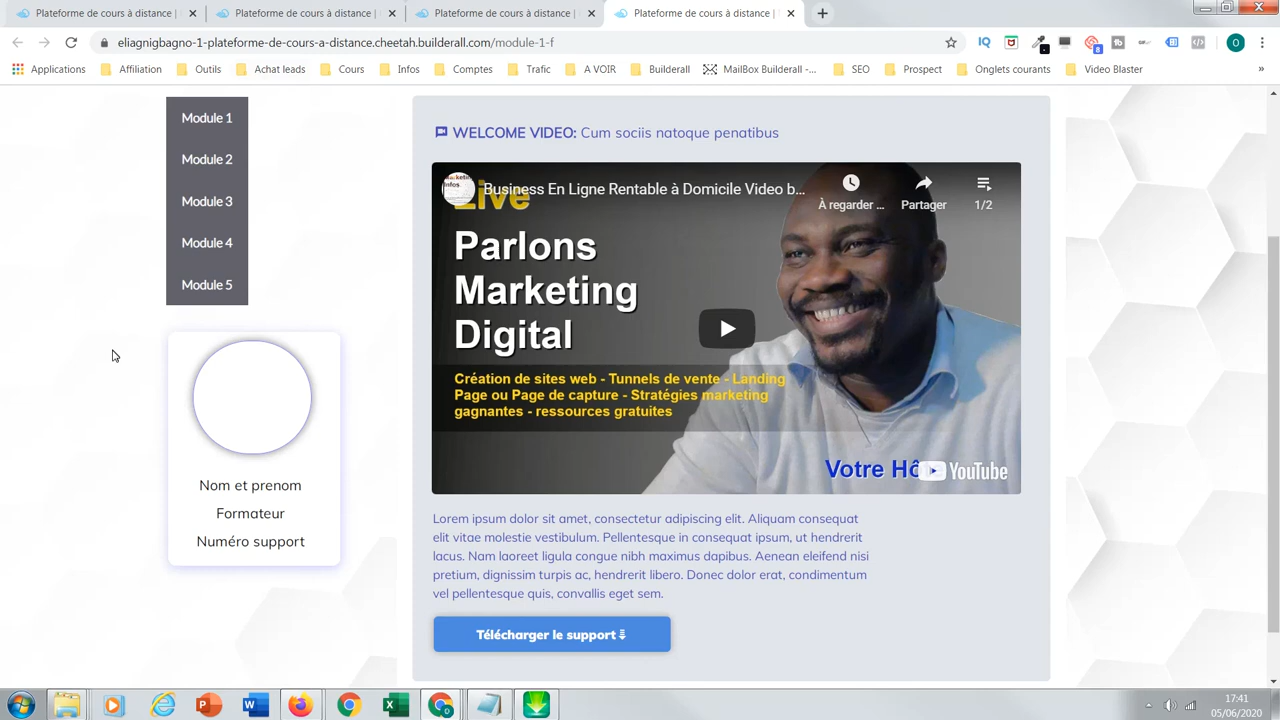 Plateforme de cours à distance |
Plateforme de cours à distance |
Plateforme de cours à distance |
Plateforme de cours à distance |
eliagnigbagno-1-plateforme-de-cours-a-distance.cheetah.builderall.com/module-1-f
IQ
8
O
Applications
Affiliation
Outils
Achat leads
Cours
Infos
Comptes
Trafic
A VOIR
Builderall
MailBox Builderall -...
SEO
Prospect
Onglets courants
Video Blaster
»
Module 1
Module 2
Module 3
Module 4
Module 5
Nom et prenom
Formateur
Numéro support
WELCOME VIDEO: Cum sociis natoque penatibus
Business En Ligne Rentable à Domicile Video b...
À regarder ...
Partager
1/2
Live
Parlons
Marketing
Digital
Création de sites web - Tunnels de vente - Landing
Page ou Page de capture - Stratégies marketing
gagnantes - ressources gratuites
Votre
YouTube
Lorem ipsum dolor sit amet, consectetur adipiscing elit. Aliquam consequat
elit vitae molestie vestibulum. Pellentesque in consequat ipsum, ut hendrerit
lacus. Nam laoreet ligula congue nibh maximus dapibus. Aenean eleifend nisi
pretium, dignissim turpis ac, hendrerit libero. Donec dolor erat, condimentum
vel pellentesque quis, convallis eget sem.
Télécharger le support
17:41
05/06/2020